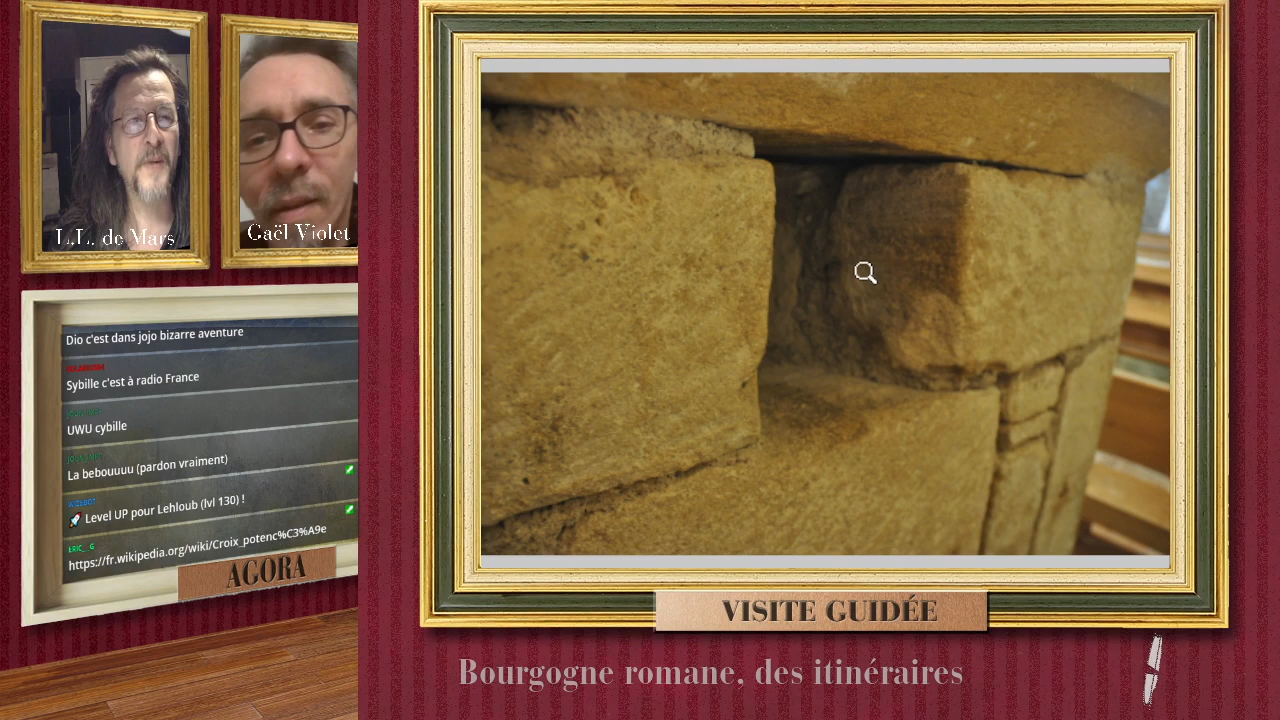 L.L. de Mars
Gaël Violet
Dio c'est dans jojo bizarre aventure
Sybille c'est à radio France
UWU cybille
La bebouuuu (pardon vraiment)
WIZEBOT
🚀 Level UP pour Lehloub (lvl 130) !
ERIC__G
https://fr.wikipedia.org/wiki/Croix_potenc%C3%A9e
AGORA
VISITE GUIDÉE
Bourgogne romane, des itinéraires